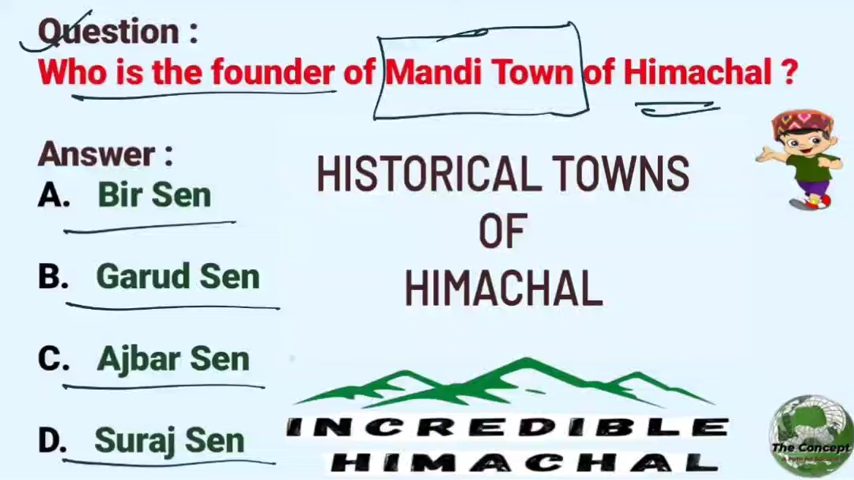 Question :
Who is the founder of Mandi Town of Himachal ?
Answer :
A. Bir Sen
B. Garud Sen
C. Ajbar Sen
D. Suraj Sen
HISTORICAL TOWNS
OF
HIMACHAL
INCREDIBLE
HIMACHAL
The Concept